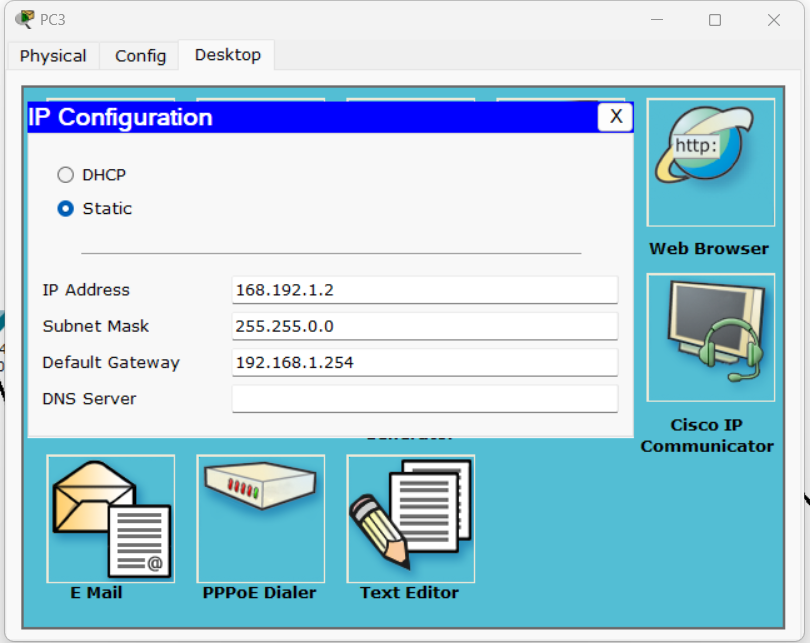 PC3
Physical Config Desktop
IP Configuration X
DHCP
Static
IP Address 168.192.1.2
Subnet Mask 255.255.0.0
Default Gateway 192.168.1.254
DNS Server
http:
Web Browser
Cisco IP
Communicator
@
E Mail PPPoE Dialer Text Editor